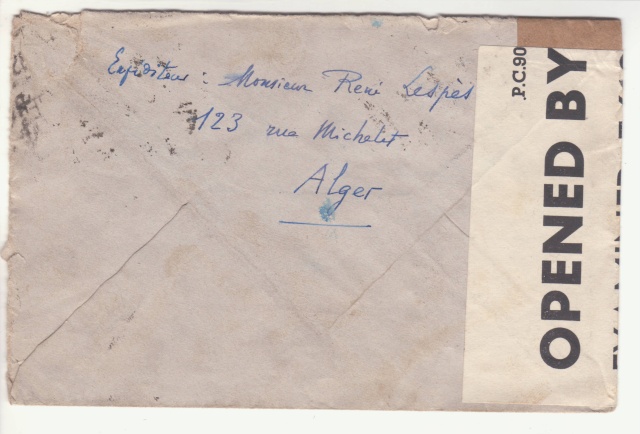 Expéditeur : Monsieur René Lespès
123 rue Michelet
Alger
P.C.90
OPENED BY